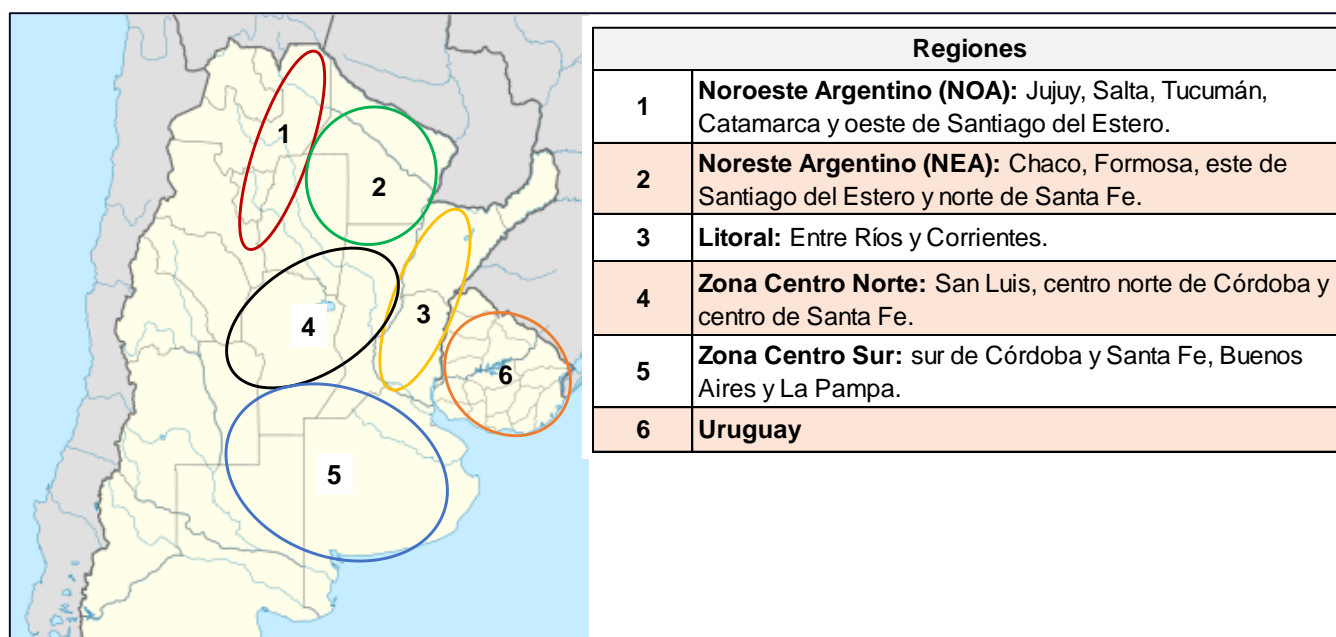 1
2
3
4
5
6
Regiones
1
Noroeste Argentino (NOA): Jujuy, Salta, Tucumán,
Catamarca y oeste de Santiago del Estero.
2
Noreste Argentino (NEA): Chaco, Formosa, este de
Santiago del Estero y norte de Santa Fe.
3
Litoral: Entre Ríos y Corrientes.
4
Zona Centro Norte: San Luis, centro norte de Córdoba y
centro de Santa Fe.
5
Zona Centro Sur: sur de Córdoba y Santa Fe, Buenos
Aires y La Pampa.
6
Uruguay